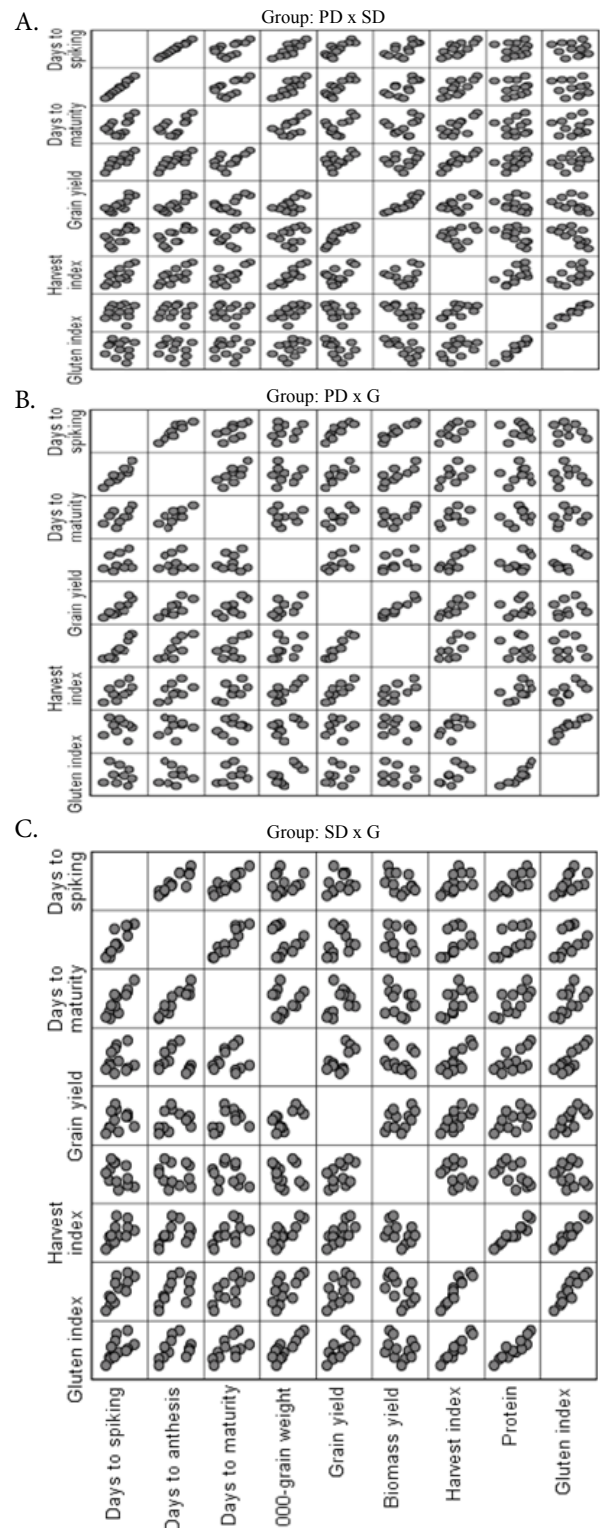 A.
Group: PD x SD
Days to
spiking
Days to
maturity
Grain yield
Harvest
index
Gluten index
B.
Group: PD x G
Days to
spiking
Days to
maturity
Grain yield
Harvest
index
Gluten index
C.
Group: SD x G
Days to
spiking
Days to
maturity
Grain yield
Harvest
index
Gluten index
Days to spiking
Days to anthesis
Days to maturity
000-grain weight
Grain yield
Biomass yield
Harvest index
Protein
Gluten index